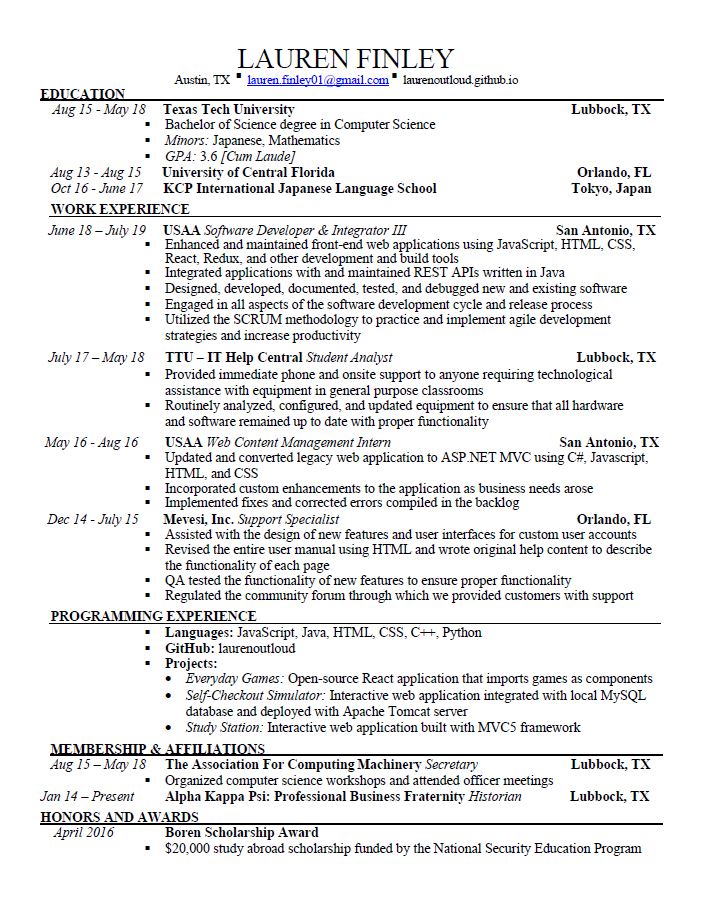 LAUREN FINLEY
Austin, TX ▪ lauren.finley01@gmail.com ▪ laurenoutloud.github.io
EDUCATION
Aug 15 - May 18 Texas Tech University Lubbock, TX
▪ Bachelor of Science degree in Computer Science
▪ Minors: Japanese, Mathematics
▪ GPA: 3.6 [Cum Laude]
Aug 13 - Aug 15 University of Central Florida Orlando, FL
Oct 16 - June 17 KCP International Japanese Language School Tokyo, Japan
WORK EXPERIENCE
June 18 – July 19 USAA Software Developer & Integrator III San Antonio, TX
▪ Enhanced and maintained front-end web applications using JavaScript, HTML, CSS,
React, Redux, and other development and build tools
▪ Integrated applications with and maintained REST APIs written in Java
▪ Designed, developed, documented, tested, and debugged new and existing software
▪ Engaged in all aspects of the software development cycle and release process
▪ Utilized the SCRUM methodology to practice and implement agile development
strategies and increase productivity
July 17 – May 18 TTU – IT Help Central Student Analyst Lubbock, TX
▪ Provided immediate phone and onsite support to anyone requiring technological
assistance with equipment in general purpose classrooms
▪ Routinely analyzed, configured, and updated equipment to ensure that all hardware
and software remained up to date with proper functionality
May 16 - Aug 16 USAA Web Content Management Intern San Antonio, TX
▪ Updated and converted legacy web application to ASP.NET MVC using C#, Javascript,
HTML, and CSS
▪ Incorporated custom enhancements to the application as business needs arose
▪ Implemented fixes and corrected errors compiled in the backlog
Dec 14 - July 15 Mevesi, Inc. Support Specialist Orlando, FL
▪ Assisted with the design of new features and user interfaces for custom user accounts
▪ Revised the entire user manual using HTML and wrote original help content to describe
the functionality of each page
▪ QA tested the functionality of new features to ensure proper functionality
▪ Regulated the community forum through which we provided customers with support
PROGRAMMING EXPERIENCE
▪ Languages: JavaScript, Java, HTML, CSS, C++, Python
▪ GitHub: laurenoutloud
▪ Projects:
• Everyday Games: Open-source React application that imports games as components
• Self-Checkout Simulator: Interactive web application integrated with local MySQL
database and deployed with Apache Tomcat server
• Study Station: Interactive web application built with MVC5 framework
MEMBERSHIP & AFFILIATIONS
Aug 15 – May 18 The Association For Computing Machinery Secretary Lubbock, TX
▪ Organized computer science workshops and attended officer meetings
Jan 14 – Present Alpha Kappa Psi: Professional Business Fraternity Historian Lubbock, TX
HONORS AND AWARDS
April 2016 Boren Scholarship Award
▪ $20,000 study abroad scholarship funded by the National Security Education Program